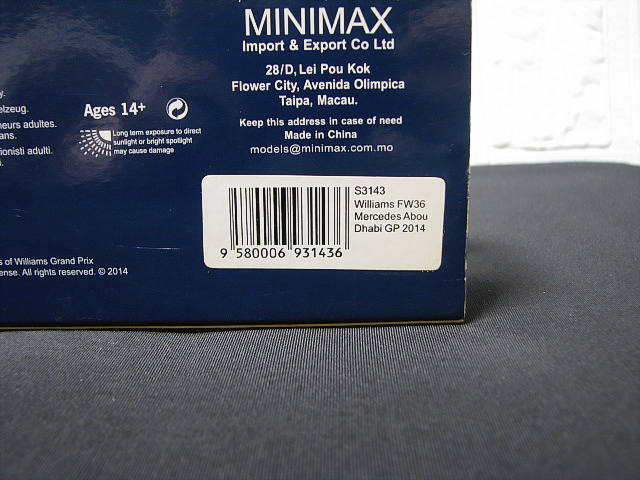 MINIMAX
Import & Export Co Ltd
28/D, Lei Pou Kok
Flower City, Avenida Olimpica
Taipa, Macau.
Keep this address in case of need
Made in China
models@minimax.com.mo
y.
elzeug.
neurs adultes.
ans.
ionisti adulti.
Ages 14+
Long term exposure to direct
sunlight or bright spotlight
may cause damage
S3143
Williams FW36
Mercedes Abou
Dhabi GP 2014
9 580006 931436
s of Williams Grand Prix
ense. All rights reserved. © 2014